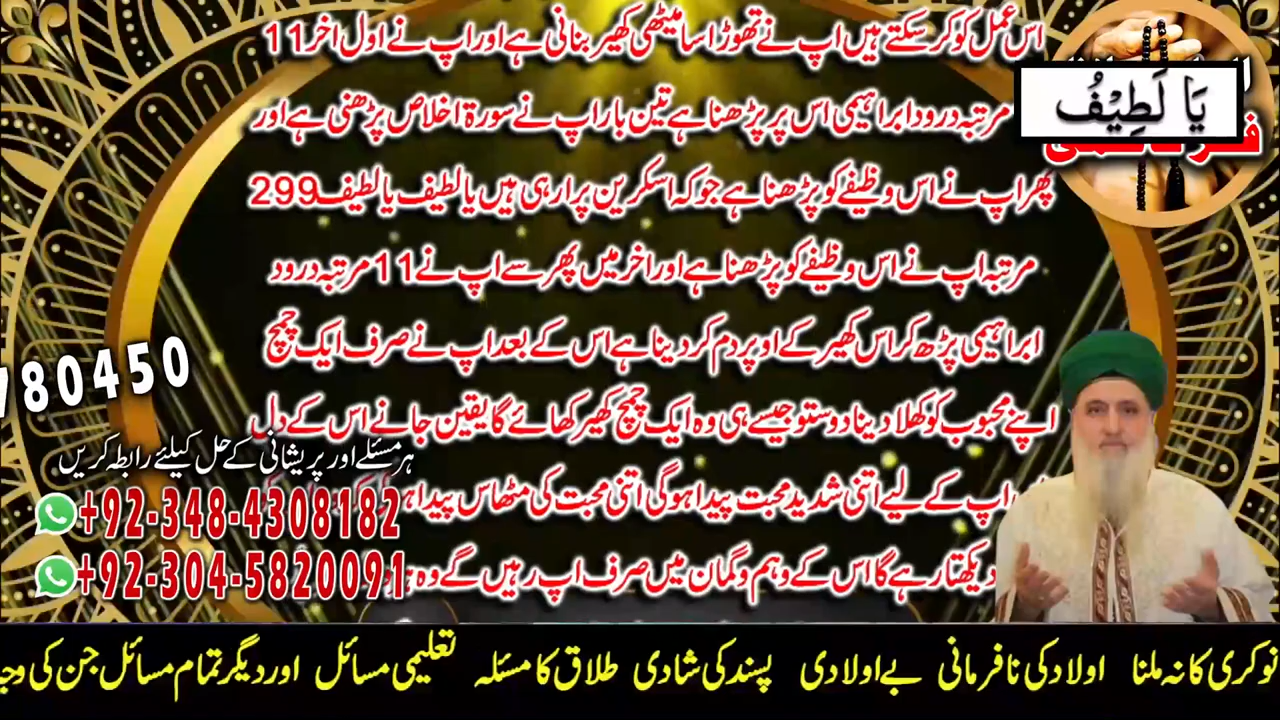 اس عمل کو کر سکتے ہیں اپ نے تھوڑا سا میٹھی کھیر بنانی ہے اور اپ نے اول اخر 11
مرتبہ درود ابراہیمی اس پر پڑھنا ہے تین بار اپ نے سورۃ اخلاص پڑھنی ہے اور
پھر اپ نے اس وظیفے کو پڑھنا ہے جو کہ اسکرین پر ا رہی ہیں یا لطیف یا لطیف 299
مرتبہ اپ نے اس وظیفے کو پڑھنا ہے اور اخر میں پھر سے اپ نے 11 مرتبہ درود
ابراہیمی پڑھ کر اس کھیر کے اوپر دم کر دینا ہے اس کے بعد اپ نے صرف ایک چمچ
اپنے محبوب کو کھلا دینا دوستو جیسے ہی وہ ایک چمچ کھیر کھائے گا یقین جانے اس کے دل
اپ کے لیے اتنی شدید محبت پیدا ہوگی اتنی محبت کی مٹھاس پیدا
دیکھتا رہے گا اس کے وہم و گمان میں صرف اپ رہیں گے وہ
يَا لَطِيْفُ
780450
ہر مسئلے اور پریشانی کے حل کیلئے رابطہ کریں
+92-348-4308182
+92-304-5820091
نوکری کا نہ ملنا اولاد کی نافرمانی بے اولادی پسند کی شادی طلاق کا مسئلہ تعلیمی مسائل اور دیگر تمام مسائل جن کی